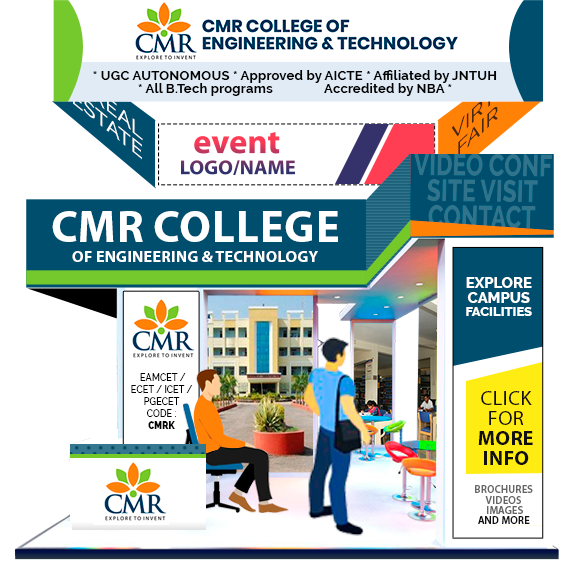 CMR
EXPLORE TO INVENT
CMR COLLEGE OF
ENGINEERING & TECHNOLOGY
* UGC AUTONOMOUS * Approved by AICTE * Affiliated by JNTUH
* All B.Tech programs Accredited by NBA *
REAL
ESTATE
event
LOGO/NAME
VIRT
FAIR
VIDEO CONF
SITE VISIT
CONTACT
CMR COLLEGE
OF ENGINEERING & TECHNOLOGY
CMR
EXPLORE TO INVENT
EAMCET /
ECET / ICET /
PGECET
CODE :
CMRK
CMR
EXPLORE TO INVENT
EXPLORE
CAMPUS
FACILITIES
CLICK
FOR
MORE
INFO
BROCHURES
VIDEOS
IMAGES
AND MORE